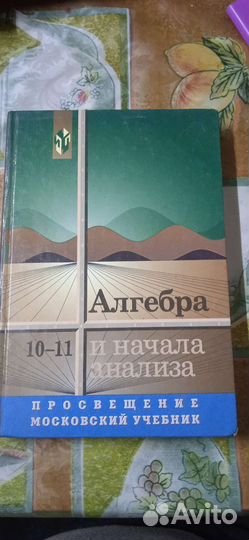 Алгебра
10–11 и начала
анализа
ПРОСВЕЩЕНИЕ
МОСКОВСКИЙ УЧЕБНИК
Avito